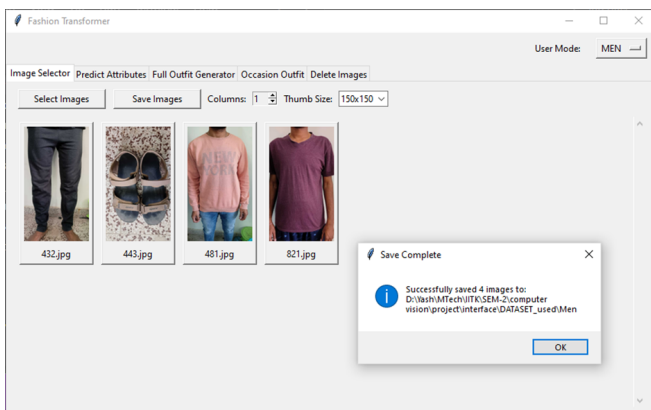 Fashion Transformer
User Mode: MEN
Image Selector Predict Attributes Full Outfit Generator Occasion Outfit Delete Images
Select Images Save Images Columns: 1 Thumb Size: 150x150
NEW
YORK
432.jpg 443.jpg 481.jpg 821.jpg
Save Complete
Successfully saved 4 images to:
D:\Yash\MTech\IITK\SEM-2\computer
vision\project\interface\DATASET_used\Men
OK